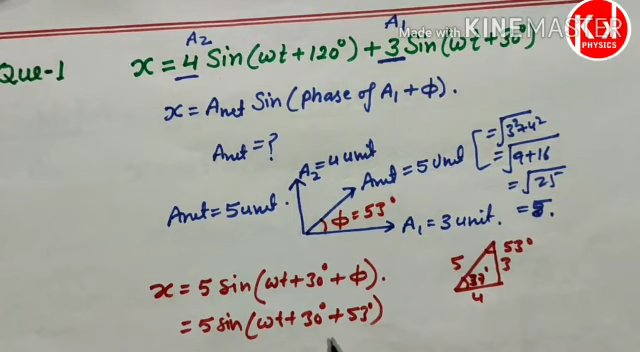 Made with KINEMASTER
KX PHYSICS
A2 A1
Que-1 x = 4 Sin(ωt + 120°) + 3 Sin(ωt + 30°)
x = Anet Sin(phase of A1 + ϕ).
Anet = ?
A2 = 4 unit
Anet = 5 unit
= √3²+4²
= √9+16
= √25
= 5.
Anet = 5 unit.
ϕ = 53°
A1 = 3 unit.
x = 5 sin(ωt + 30° + ϕ).
= 5 sin(ωt + 30° + 53°)
53°
5 3
37°
4